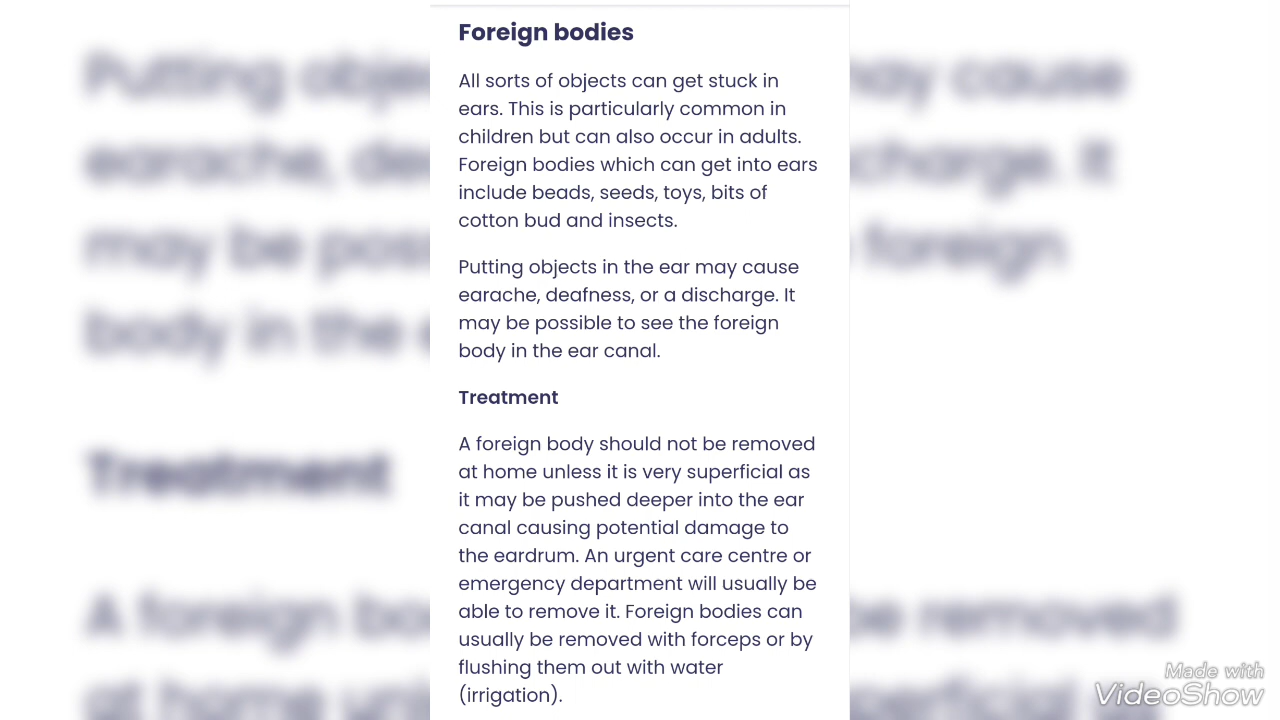 Foreign bodies
All sorts of objects can get stuck in
ears. This is particularly common in
children but can also occur in adults.
Foreign bodies which can get into ears
include beads, seeds, toys, bits of
cotton bud and insects.
Putting objects in the ear may cause
earache, deafness, or a discharge. It
may be possible to see the foreign
body in the ear canal.
Treatment
A foreign body should not be removed
at home unless it is very superficial as
it may be pushed deeper into the ear
canal causing potential damage to
the eardrum. An urgent care centre or
emergency department will usually be
able to remove it. Foreign bodies can
usually be removed with forceps or by
flushing them out with water
(irrigation).
Made with
VideoShow